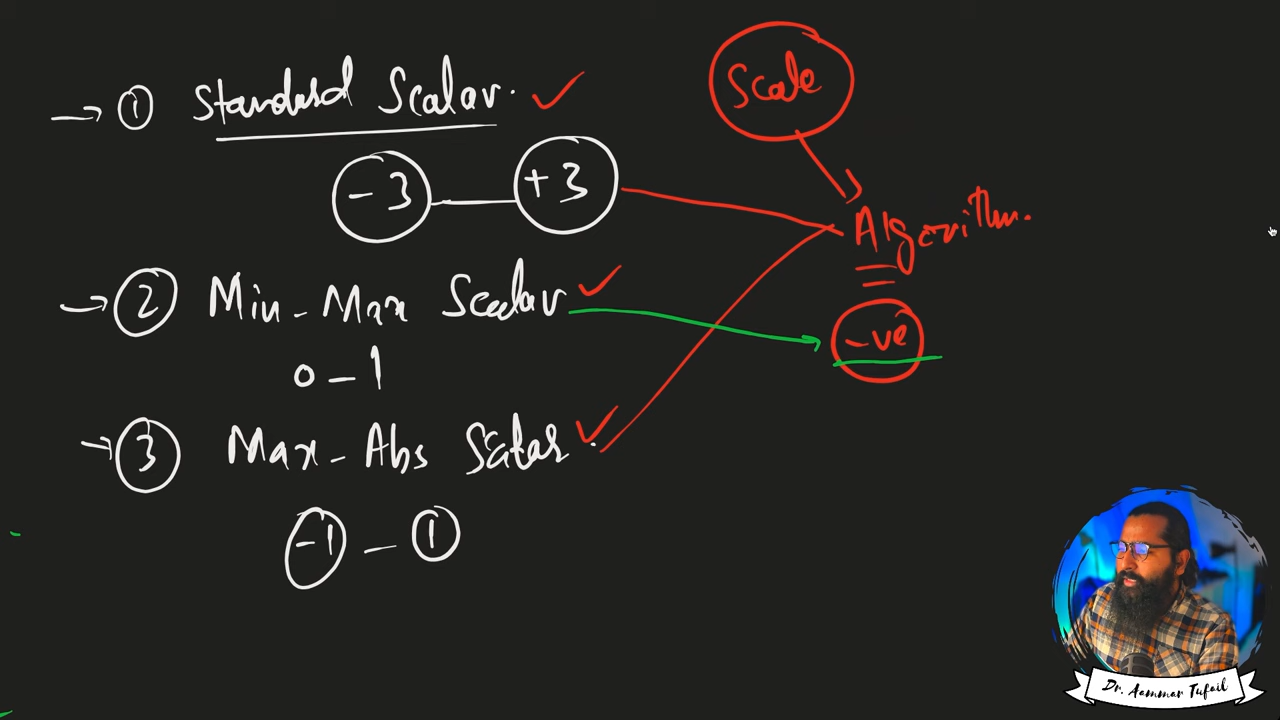 → ① Standard Scalar.
-3 — +3
→ ② Min-Max Scalar
0-1
→ ③ Max-Abs Scalar
-1 - 1
Scale
Algorithm.
-ve
Dr. Aammar Tufail